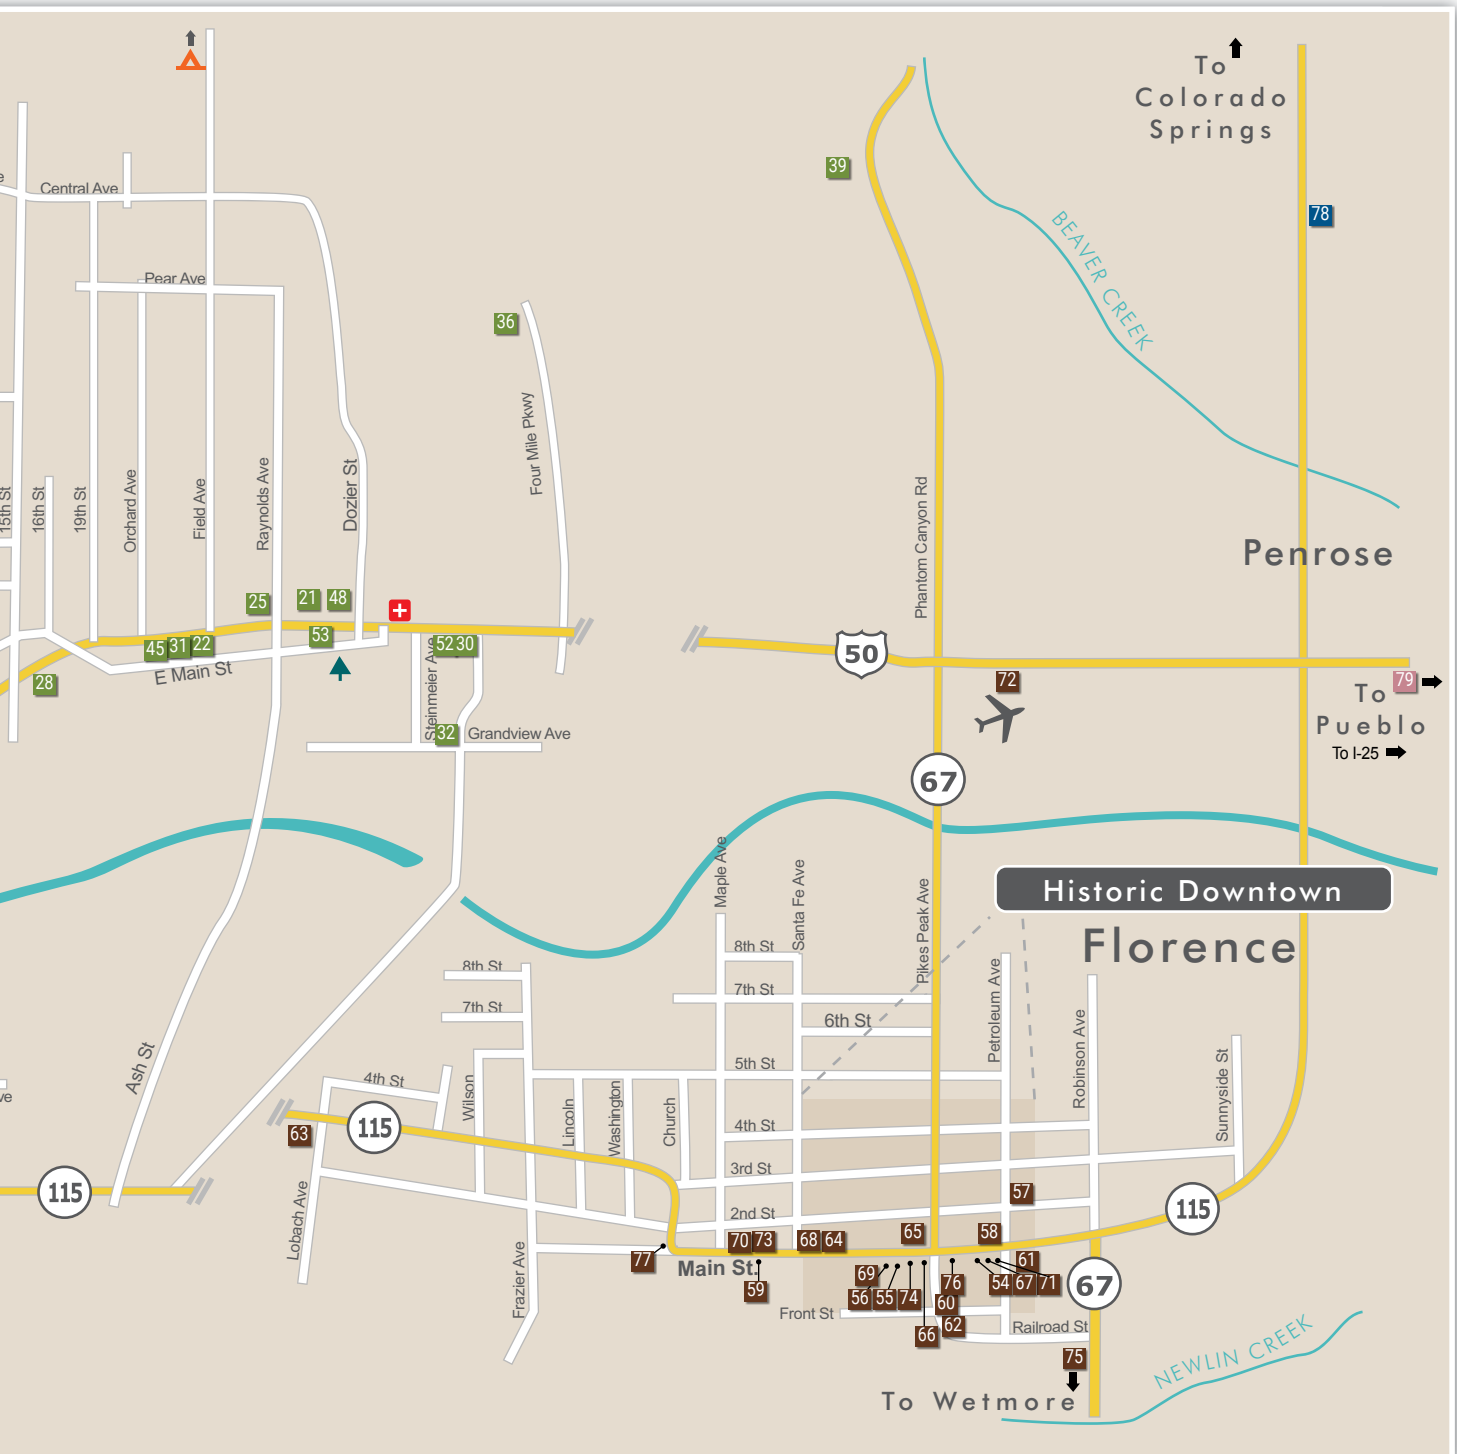 To
Colorado
Springs
39
78
e
Central Ave
BEAVER CREEK
Pear Ave
36
Four Mile Pkwy
15th St
16th St
19th St
Orchard Ave
Field Ave
Raynolds Ave
Dozier St
Phantom Canyon Rd
Penrose
25
21
48
53
45
31
22
52
30
28
E Main St
Steinmeier Ave
32
Grandview Ave
50
72
79
To
Pueblo
To I-25
67
Historic Downtown
Florence
Maple Ave
Santa Fe Ave
Pikes Peak Ave
Petroleum Ave
Robinson Ave
Sunnyside St
8th St
7th St
6th St
5th St
4th St
3rd St
2nd St
8th St
7th St
4th St
Ash St
ve
Wilson
Lincoln
Washington
Church
115
63
115
Lobach Ave
Frazier Ave
57
115
70
73
68
64
65
58
77
Main St.
59
69
56
55
74
76
54
67
71
61
60
62
66
67
Front St
Railroad St
75
To Wetmore
NEWLIN CREEK